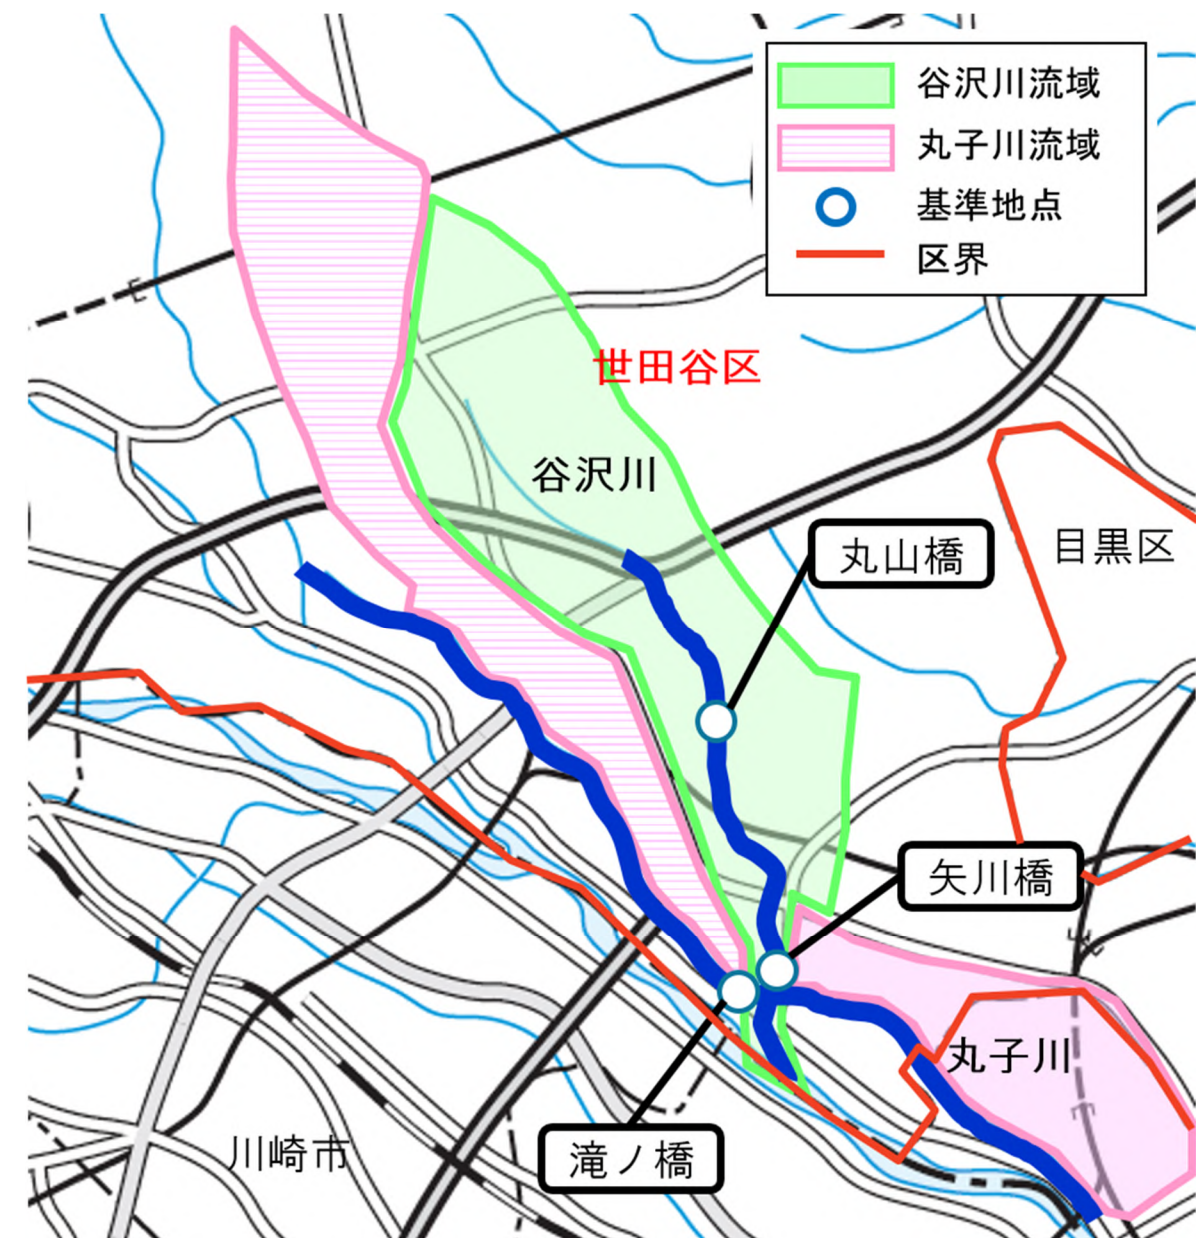 谷沢川流域
丸子川流域
基準地点
区界
世田谷区
谷沢川
丸山橋
目黒区
矢川橋
丸子川
滝ノ橋
川崎市